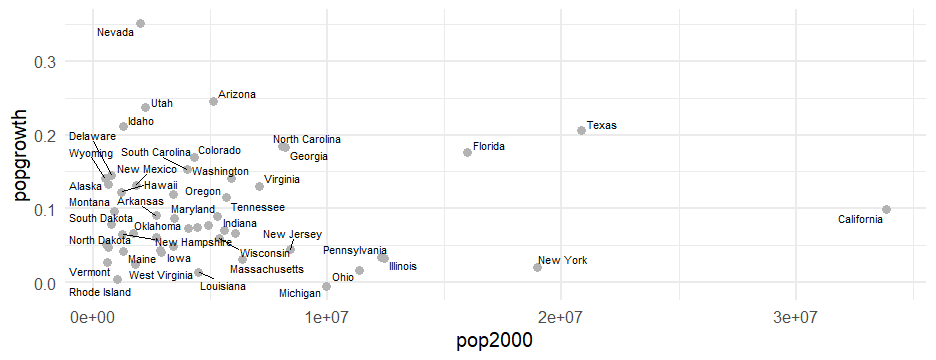 popgrowth
0.3
0.2
0.1
0.0
Nevada
Utah
Arizona
Idaho
Texas
Delaware
North Carolina
Florida
Wyoming
South Carolina
Colorado
Georgia
New Mexico
Washington
Alaska
Hawaii
Oregon
Virginia
Montana
Arkansas
Maryland
Tennessee
South Dakota
Oklahoma
Indiana
California
North Dakota
New Hampshire
New Jersey
Maine
Iowa
Wisconsin
Pennsylvania
New York
Vermont
West Virginia
Massachusetts
Illinois
Rhode Island
Louisiana
Ohio
Michigan
0e+00
1e+07
2e+07
3e+07
pop2000